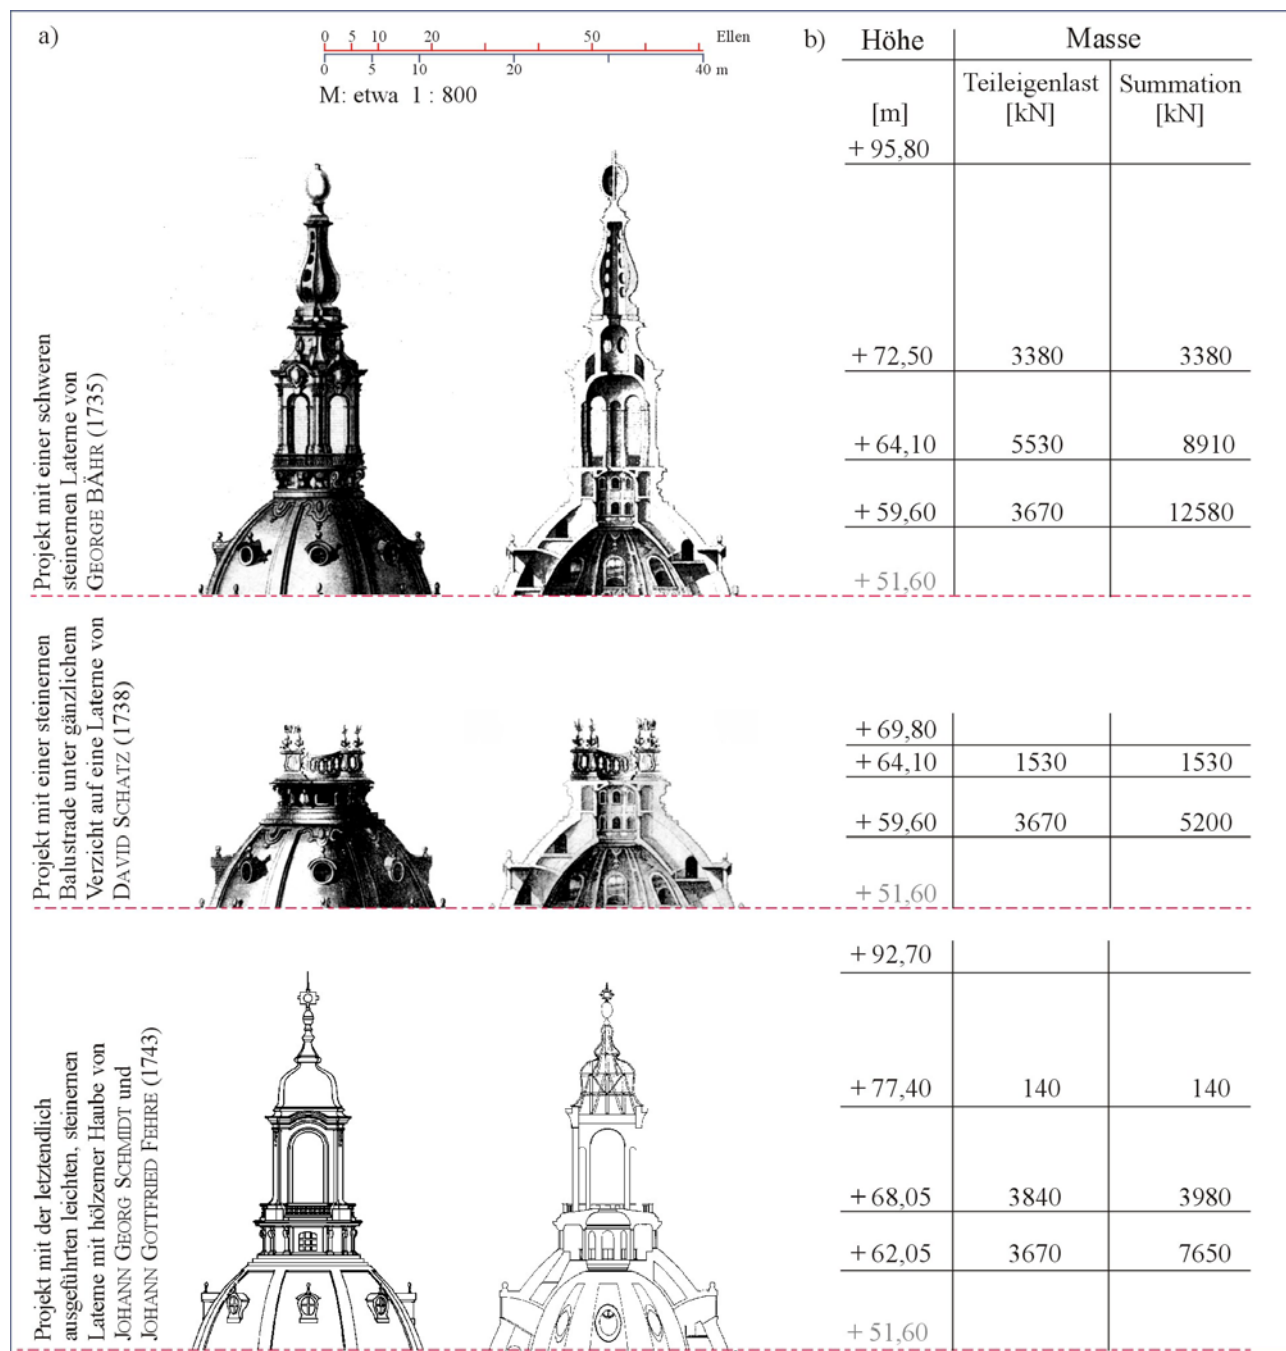 a)
0 5 10 20 50 Ellen
0 5 10 20 40 m
M: etwa 1 : 800
b) Höhe Masse
Teileigenlast Summation
[m] [kN] [kN]
+ 95,80
+ 72,50 3380 3380
+ 64,10 5530 8910
+ 59,60 3670 12580
+ 51,60
Projekt mit einer schweren
steinernen Laterne von
GEORGE BÄHR (1735)
+ 69,80
+ 64,10 1530 1530
+ 59,60 3670 5200
+ 51,60
Projekt mit einer steinernen
Balustrade unter gänzlichem
Verzicht auf eine Laterne von
DAVID SCHATZ (1738)
+ 92,70
+ 77,40 140 140
+ 68,05 3840 3980
+ 62,05 3670 7650
+ 51,60
Projekt mit der letztendlich
ausgeführten leichten, steinernen
Laterne mit hölzerner Haube von
JOHANN GEORG SCHMIDT und
JOHANN GOTTFRIED FEHRE (1743)